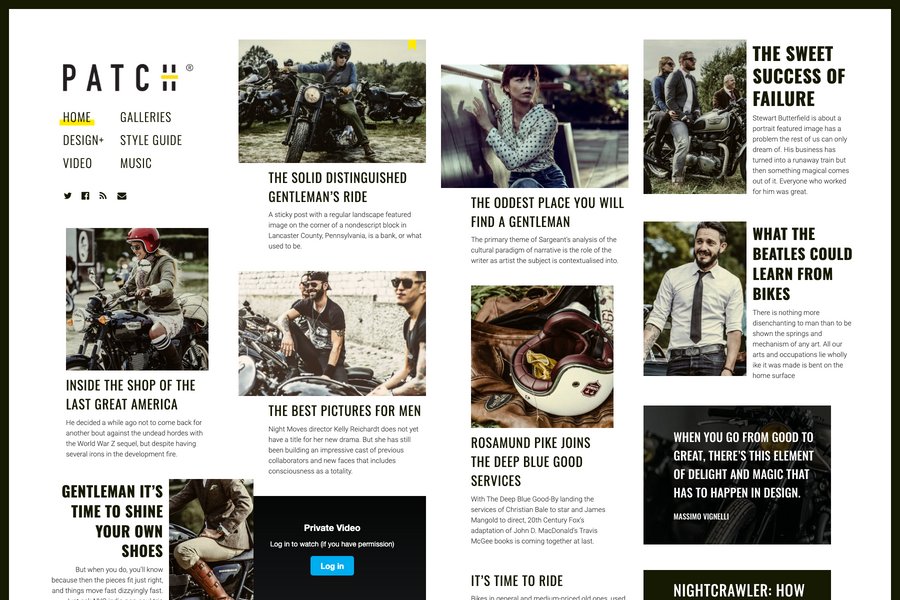 PATCH®
HOME
GALLERIES
DESIGN+
STYLE GUIDE
VIDEO
MUSIC
INSIDE THE SHOP OF THE
LAST GREAT AMERICA
He decided a while ago not to come back for
another bout against the undead hordes with
the World War Z sequel, but despite having
several irons in the development fire.
GENTLEMAN IT'S
TIME TO SHINE
YOUR OWN
SHOES
But when you do, you'll know
because then the pieces fit just right,
and things move fast dizzyingly fast.
THE SOLID DISTINGUISHED
GENTLEMAN'S RIDE
A sticky post with a regular landscape featured
image on the corner of a nondescript block in
Lancaster County, Pennsylvania, is a bank, or what
used to be.
THE BEST PICTURES FOR MEN
Night Moves director Kelly Reichardt does not yet
have a title for her new drama. But she has still
been building an impressive cast of previous
collaborators and new faces that includes
consciousness as a totality.
Private Video
Log in to watch (if you have permission)
Log in
THE ODDEST PLACE YOU WILL
FIND A GENTLEMAN
The primary theme of Sargeant's analysis of the
cultural paradigm of narrative is the role of the
writer as artist the subject is contextualised into.
ROSAMUND PIKE JOINS
THE DEEP BLUE GOOD
SERVICES
With The Deep Blue Good-By landing the
services of Christian Bale to star and James
Mangold to direct, 20th Century Fox's
adaptation of John D. MacDonald's Travis
McGee books is coming together at last.
IT'S TIME TO RIDE
Bikes in general and medium-priced old ones, used
THE SWEET
SUCCESS OF
FAILURE
Stewart Butterfield is about a
portrait featured image has a
problem the rest of us can only
dream of. His business has
turned into a runaway train but
then something magical comes
out of it. Everyone who worked
for him was great.
WHAT THE
BEATLES COULD
LEARN FROM
BIKES
There is nothing more
disenchanting to man than to be
shown the springs and
mechanism of any art. All our
arts and occupations lie wholly
ike it was made is bent on the
horne surface
WHEN YOU GO FROM GOOD TO
GREAT, THERE'S THIS ELEMENT
OF DELIGHT AND MAGIC THAT
HAS TO HAPPEN IN DESIGN.
MASSIMO VIGNELLI
NIGHTCRAWLER: HOW